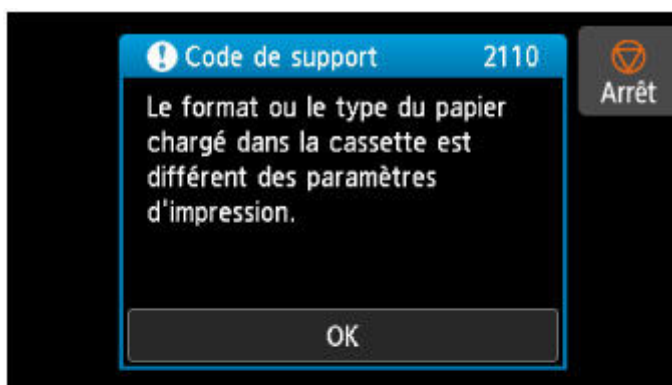 Code de support 2110
Arrêt
Le format ou le type du papier
chargé dans la cassette est
différent des paramètres
d'impression.
OK